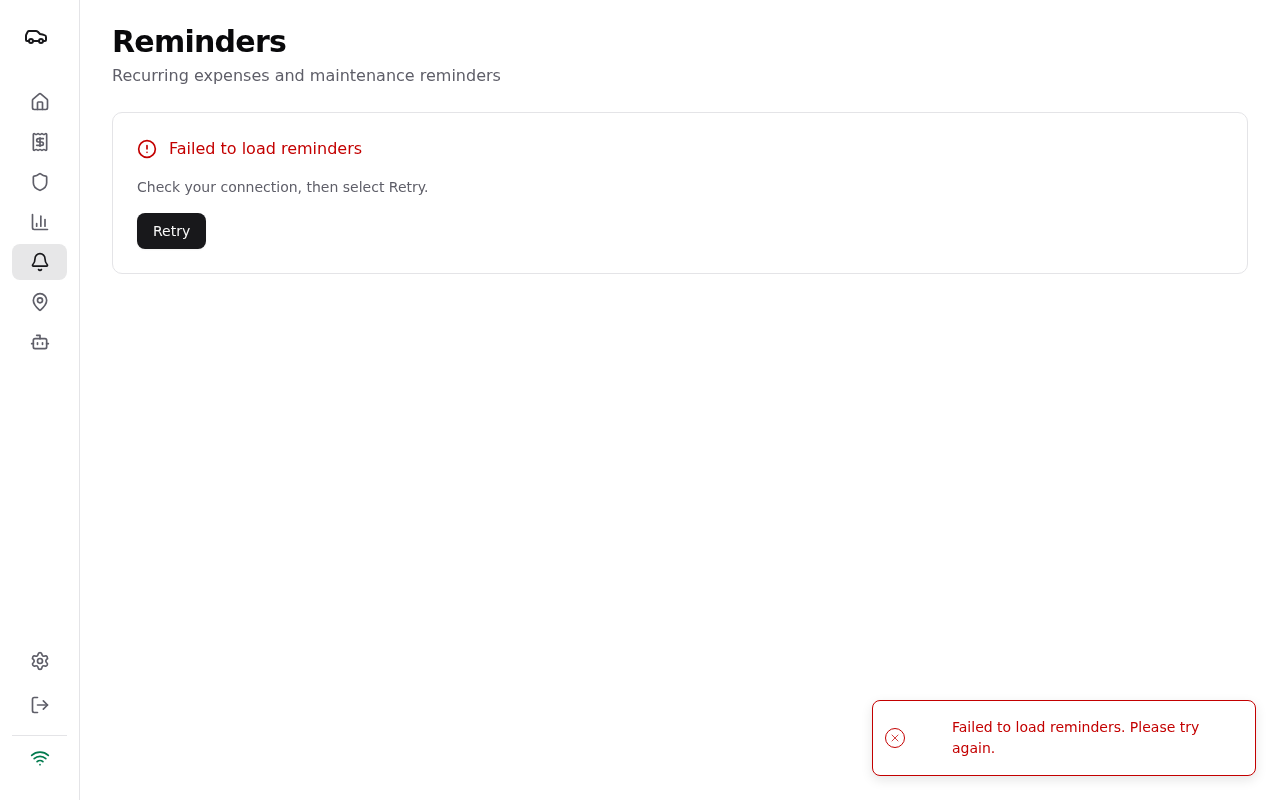 Reminders
Recurring expenses and maintenance reminders
Failed to load reminders
Check your connection, then select Retry.
Retry
Failed to load reminders. Please try
again.